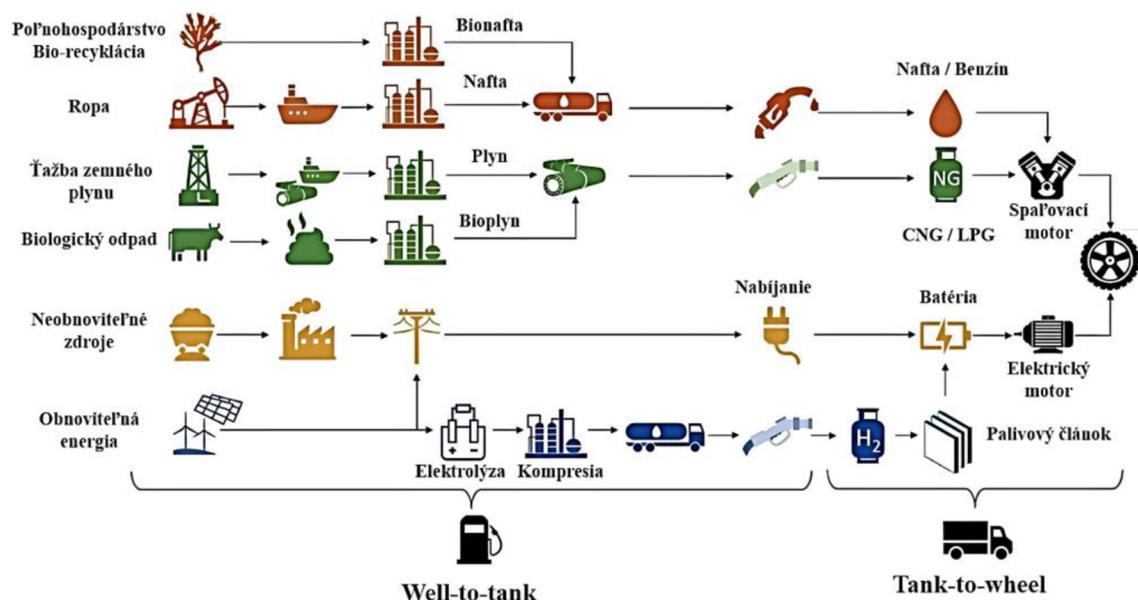 Poľnohospodárstvo
Bio-recyklácia
Bionafta
Ropa
Nafta
Nafta / Benzín
Ťažba zemného
plynu
Plyn
NG
Spaľovací
motor
Biologický odpad
Bioplyn
CNG / LPG
Neobnoviteľné
zdroje
Nabíjanie
Batéria
Elektrický
motor
Obnoviteľná
energia
Elektrolýza
Kompresia
H2
Palivový článok
Well-to-tank
Tank-to-wheel